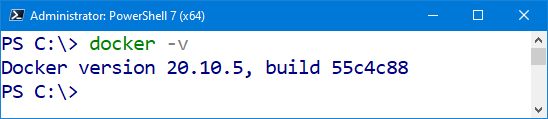 Administrator: PowerShell 7 (x64)
PS C:\> docker -v
Docker version 20.10.5, build 55c4c88
PS C:\>